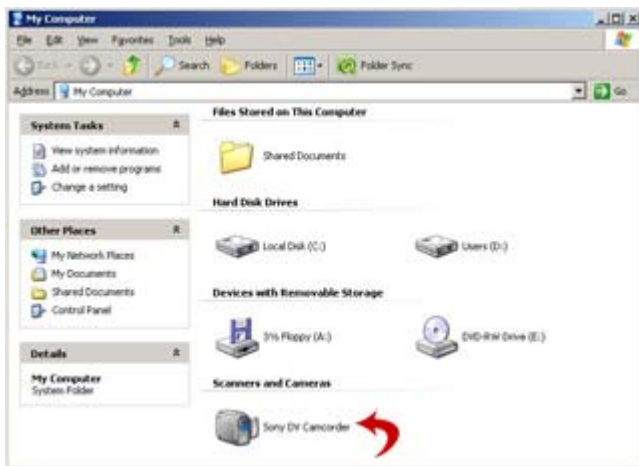 My Computer
File Edit View Favorites Tools Help
Back Search Folders Folder Sync
Address My Computer Go
System Tasks
View system information
Add or remove programs
Change a setting
Other Places
My Network Places
My Documents
Shared Documents
Control Panel
Details
My Computer
System Folder
Files Stored on This Computer
Shared Documents
Hard Disk Drives
Local Disk (C:)
Users (D:)
Devices with Removable Storage
3½ Floppy (A:)
DVD-RW Drive (E:)
Scanners and Cameras
Sony DV Camcorder